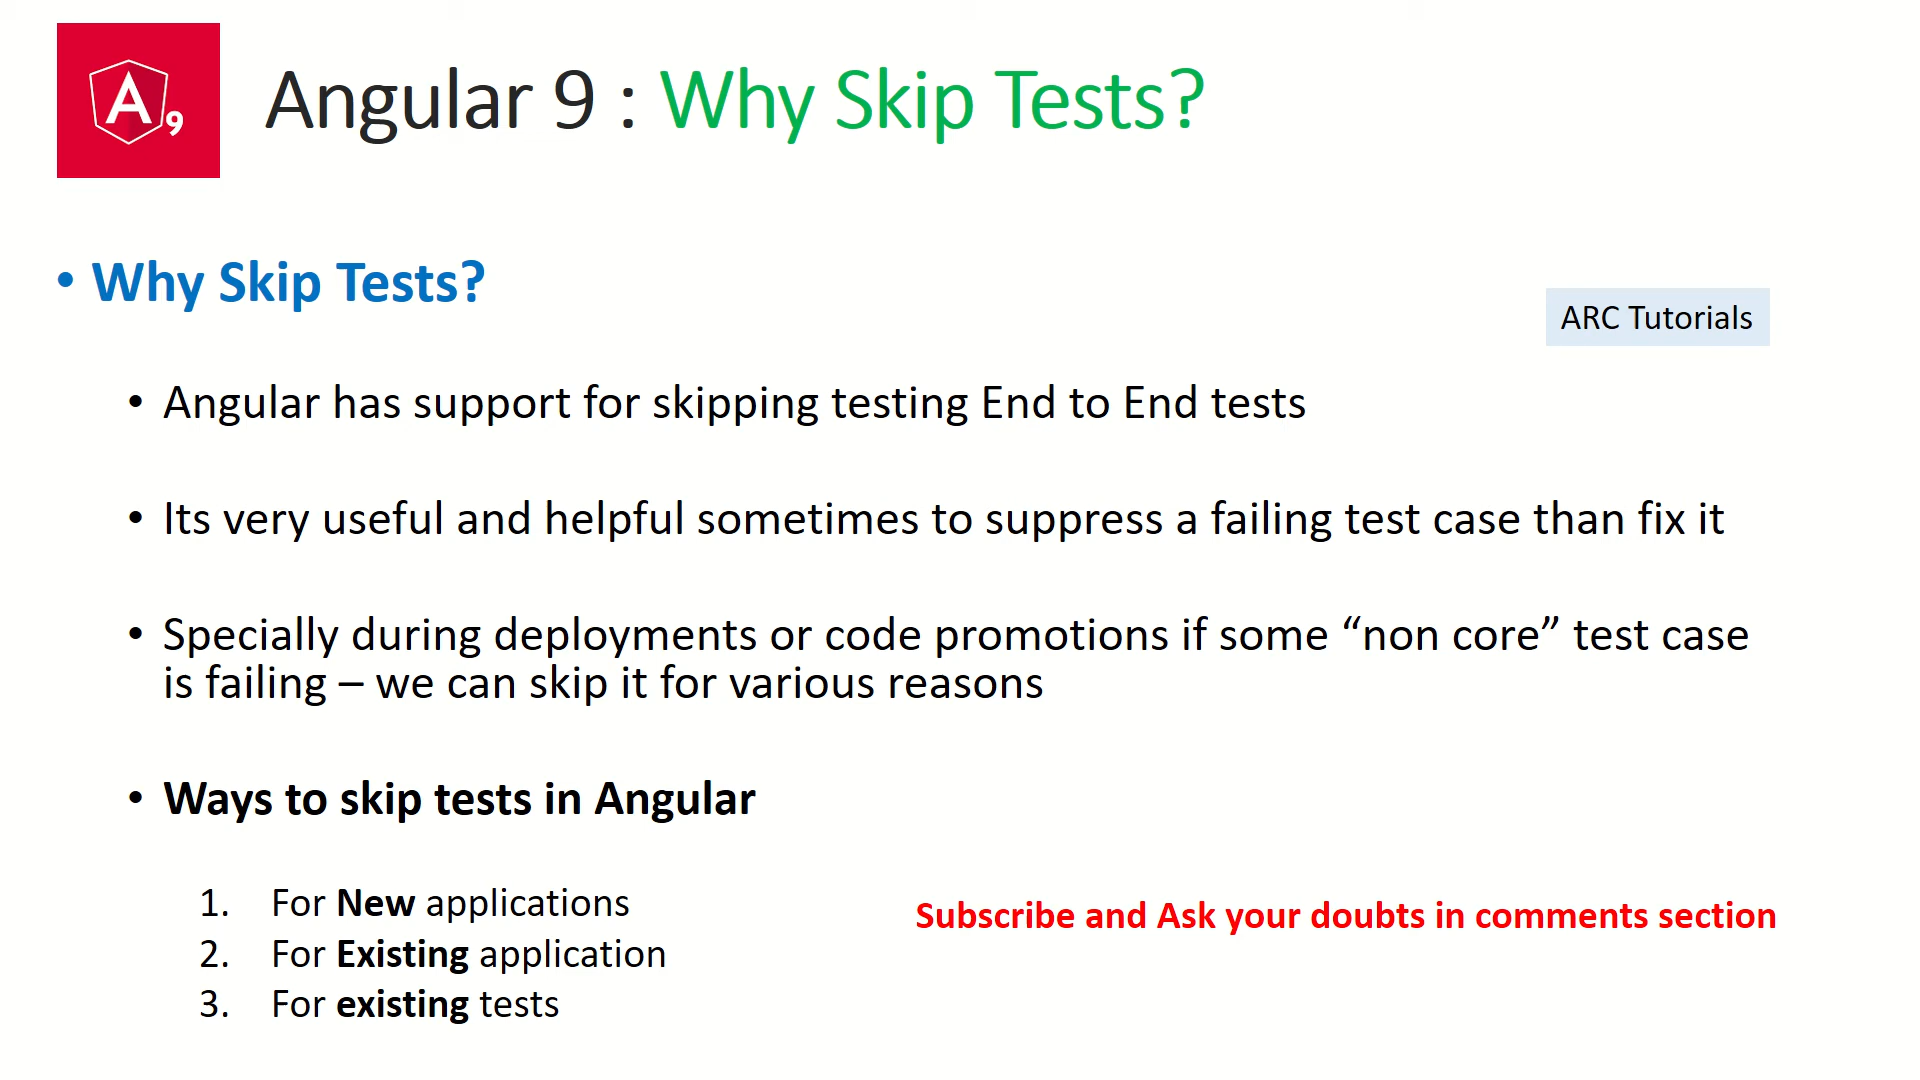 A9
Angular 9 : Why Skip Tests?
• Why Skip Tests?
ARC Tutorials
• Angular has support for skipping testing End to End tests
• Its very useful and helpful sometimes to suppress a failing test case than fix it
• Specially during deployments or code promotions if some “non core” test case
is failing – we can skip it for various reasons
• Ways to skip tests in Angular
1. For New applications
2. For Existing application
3. For existing tests
Subscribe and Ask your doubts in comments section